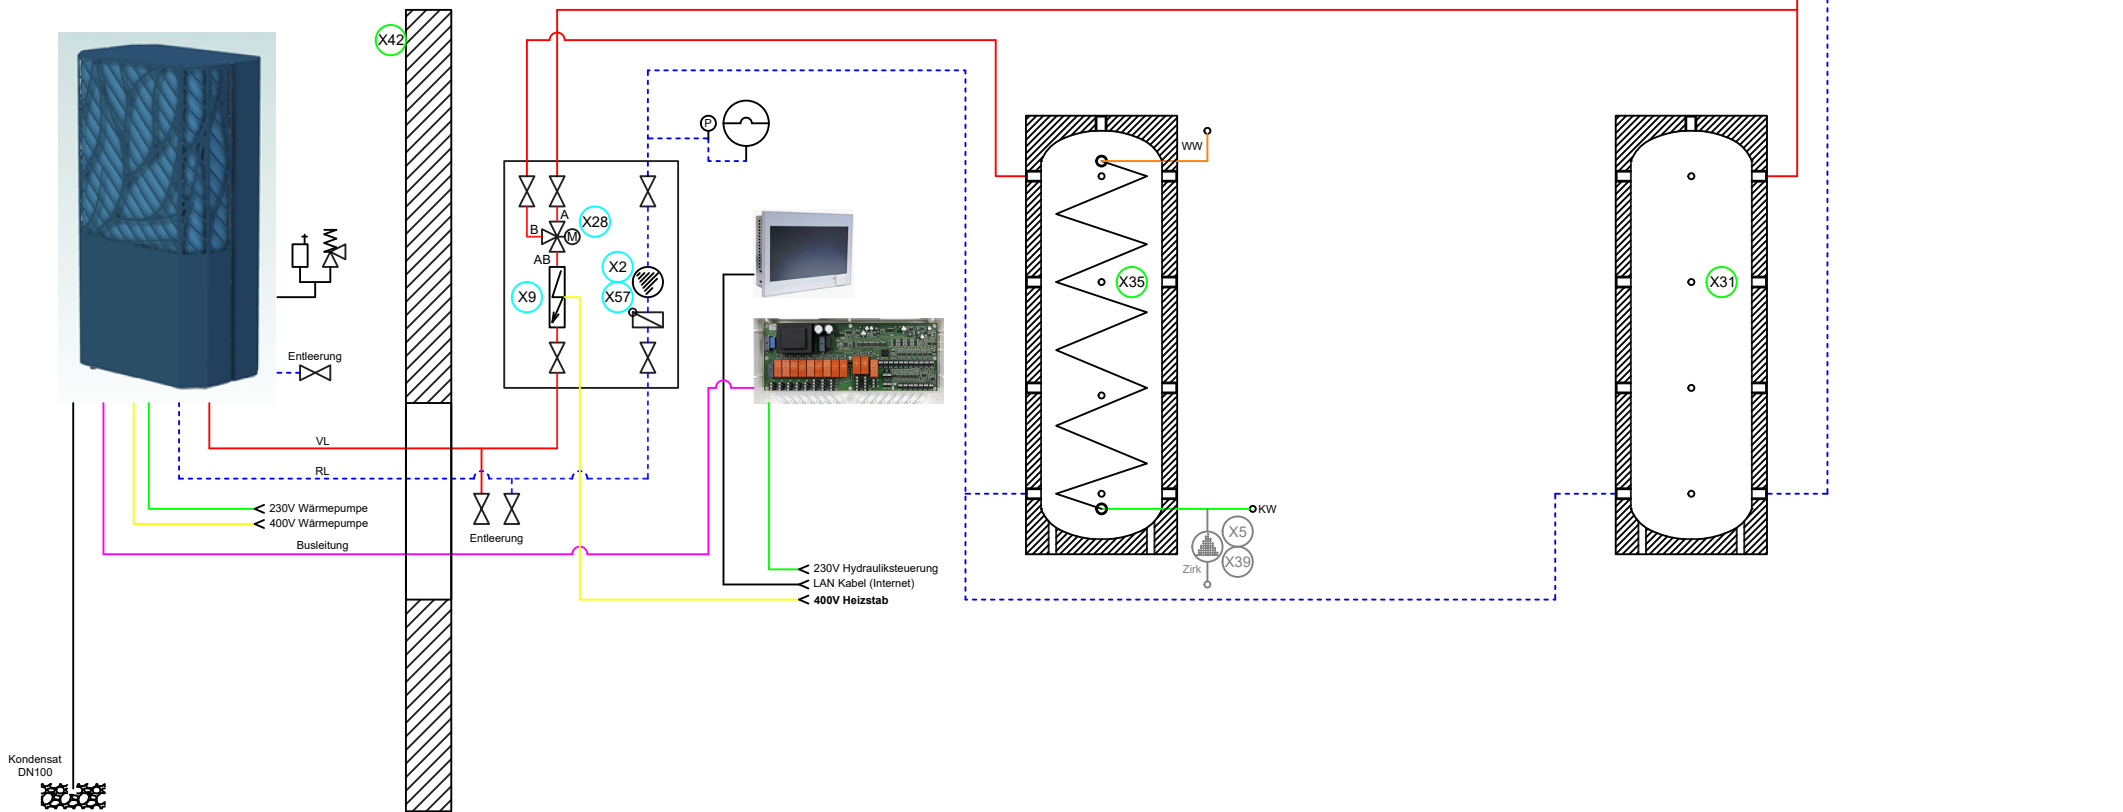 X42
P
WW
A
X28
B
M
AB
X2
X9
X57
X35
X31
Entleerung
VL
RL
230V Wärmepumpe
400V Wärmepumpe
Entleerung
Busleitung
KW
X5
X39
Zirk
230V Hydrauliksteuerung
LAN Kabel (Internet)
400V Heizstab
Kondensat
DN100